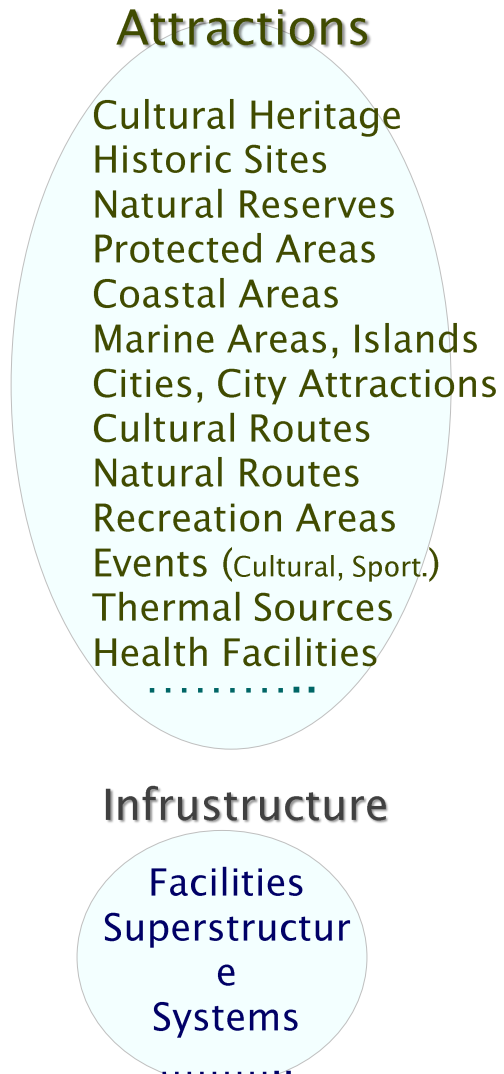 Attractions
Cultural Heritage
Historic Sites
Natural Reserves
Protected Areas
Coastal Areas
Marine Areas, Islands
Cities, City Attractions
Cultural Routes
Natural Routes
Recreation Areas
Events (Cultural, Sport.)
Thermal Sources
Health Facilities
………..
Infrustructure
Facilities
Superstructur
e
Systems
………..